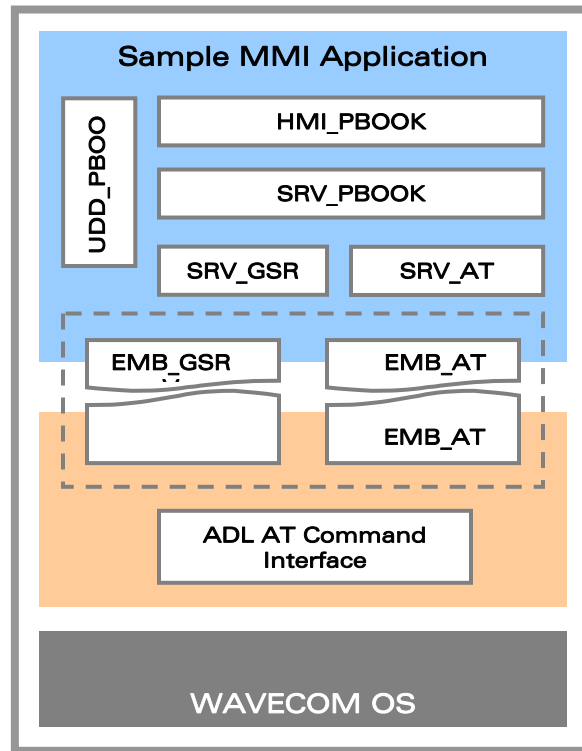 Sample MMI Application
UDD_PBOO
HMI_PBOOK
SRV_PBOOK
SRV_GSR
SRV_AT
EMB_GSR
EMB_AT
EMB_AT
ADL AT Command
Interface
WAVECOM OS